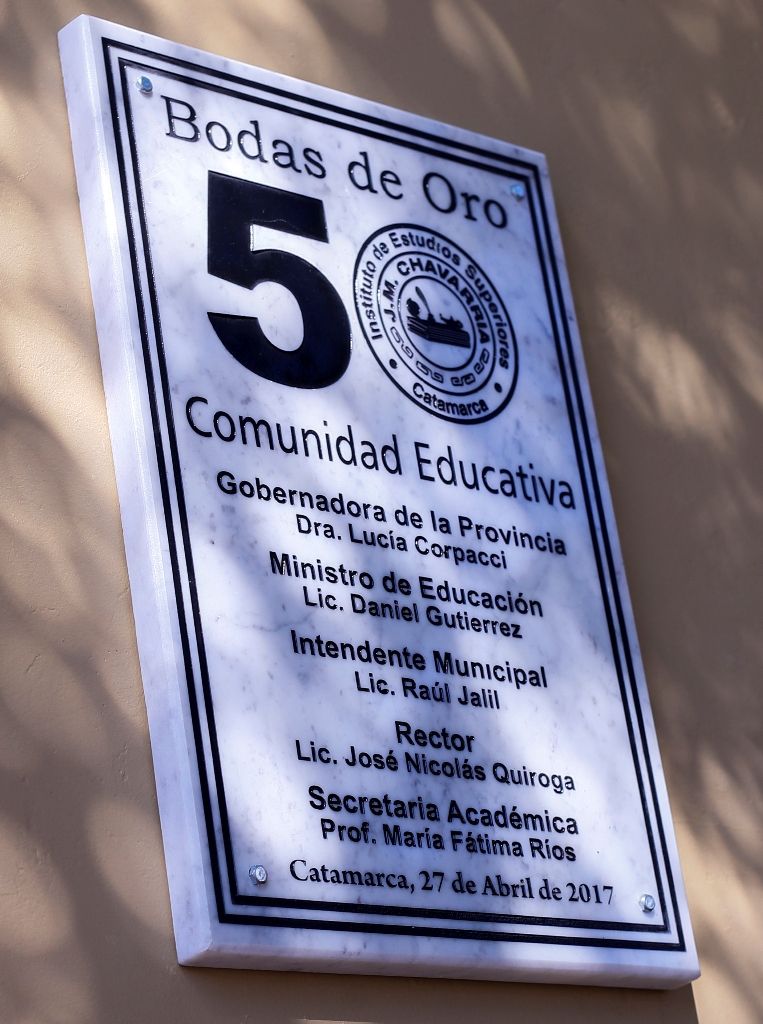 Bodas de Oro
50
Instituto de Estudios Superiores
J. M. CHAVARRIA
Catamarca
Comunidad Educativa
Gobernadora de la Provincia
Dra. Lucía Corpacci
Ministro de Educación
Lic. Daniel Gutierrez
Intendente Municipal
Lic. Raúl Jalil
Rector
Lic. José Nicolás Quiroga
Secretaria Académica
Prof. María Fátima Ríos
Catamarca, 27 de Abril de 2017